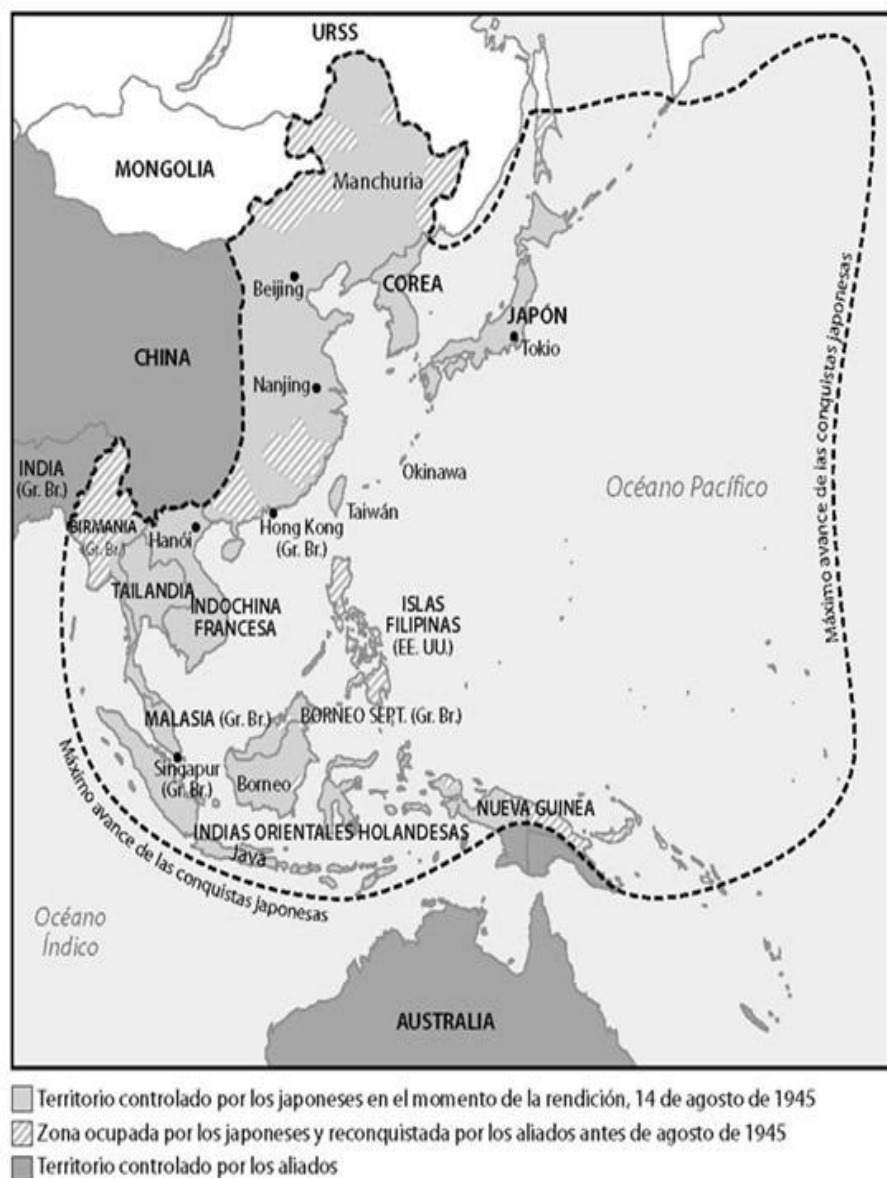 URSS
MONGOLIA
Manchuria
Beijing
COREA
JAPÓN
Tokio
CHINA
Nanjing
Máximo avance de las conquistas japonesas
INDIA
(Gr. Br.)
Okinawa
Océano Pacífico
BIRMANIA
(Gr. Br.)
Hanói
Hong Kong
(Gr. Br.)
Taiwán
TAILANDIA
INDOCHINA
FRANCESA
ISLAS
FILIPINAS
(EE. UU.)
MALASIA (Gr. Br.)
BORNEO SEPT. (Gr. Br.)
Singapur
(Gr. Br.)
Borneo
NUEVA GUINEA
INDIAS ORIENTALES HOLANDESAS
Java
Máximo avance de las conquistas japonesas
Océano
Índico
AUSTRALIA
Territorio controlado por los japoneses en el momento de la rendición, 14 de agosto de 1945
Zona ocupada por los japoneses y reconquistada por los aliados antes de agosto de 1945
Territorio controlado por los aliados